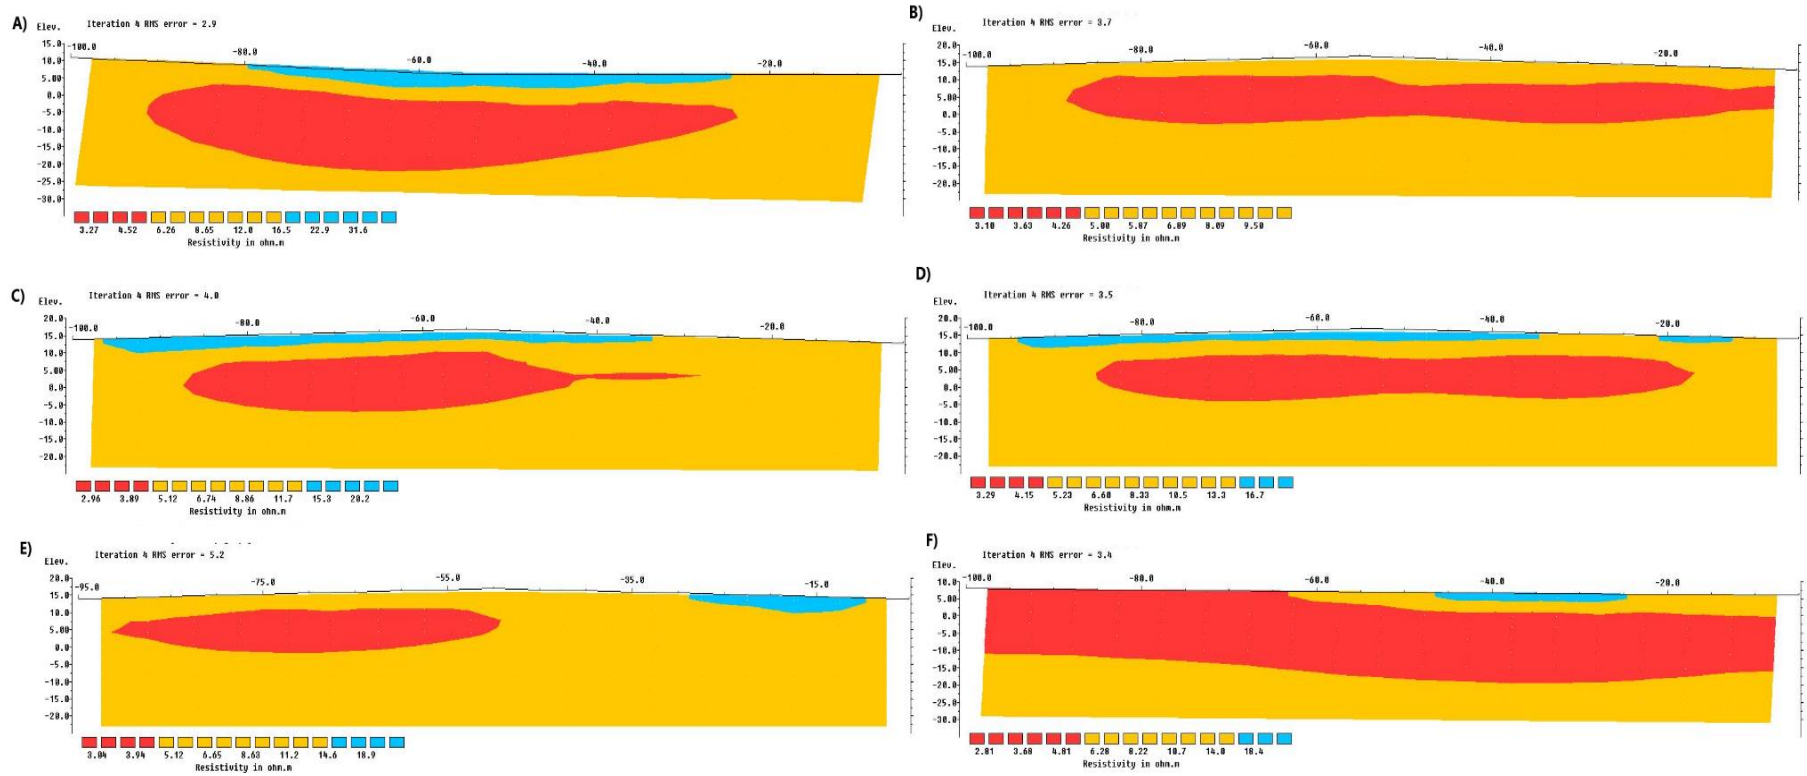 A)
Iteration 4 RMS error = 2.9
Elev.
15.0
10.0
5.00
0.0
-5.0
-10.0
-15.0
-20.0
-25.0
-30.0
-100.0 -80.0 -60.0 -40.0 -20.0
3.27 4.52 6.26 8.65 12.0 16.5 22.9 31.6
Resistivity in ohm.m
B)
Iteration 4 RMS error = 3.7
Elev.
20.0
15.0
10.0
5.00
0.0
-5.0
-10.0
-15.0
-20.0
-100.0 -80.0 -60.0 -40.0 -20.0
3.10 3.63 4.26 5.00 5.87 6.89 8.09 9.50
Resistivity in ohm.m
C)
Iteration 4 RMS error = 4.0
Elev.
20.0
15.0
10.0
5.00
0.0
-5.0
-10.0
-15.0
-20.0
-100.0 -80.0 -60.0 -40.0 -20.0
2.96 3.89 5.12 6.74 8.86 11.7 15.3 20.2
Resistivity in ohm.m
D)
Iteration 4 RMS error = 3.5
Elev.
20.0
15.0
10.0
5.00
0.0
-5.0
-10.0
-15.0
-20.0
-100.0 -80.0 -60.0 -40.0 -20.0
3.29 4.15 5.23 6.60 8.33 10.5 13.3 16.7
Resistivity in ohm.m
E)
Iteration 4 RMS error = 5.2
Elev.
20.0
15.0
10.0
5.00
0.0
-5.0
-10.0
-15.0
-20.0
-95.0 -75.0 -55.0 -35.0 -15.0
3.04 3.94 5.12 6.65 8.63 11.2 14.6 18.9
Resistivity in ohm.m
F)
Iteration 4 RMS error = 3.4
Elev.
10.0
5.00
0.0
-5.0
-10.0
-15.0
-20.0
-25.0
-30.0
-100.0 -80.0 -60.0 -40.0 -20.0
2.81 3.68 4.81 6.28 8.22 10.7 14.0 18.4
Resistivity in ohm.m